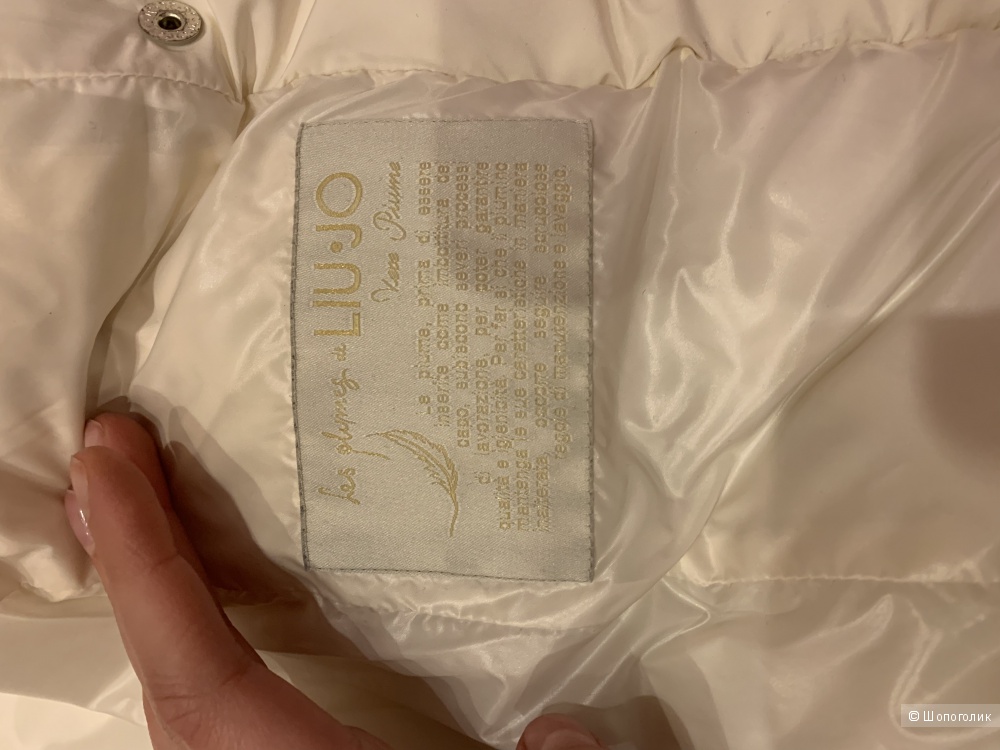 Les plumes de LIU·JO
Vere Piume
Le piume, prima di essere
inserite come imbottitura del
capo, subiscono severi processi
di lavorazione, per poter garantire
qualità e igienicità. Per far sì che il piumino
mantenga le sue caratteristiche in maniera
inalterata, occorre seguire scrupolose
regole di manutenzione e lavaggio.
© Шопоголик